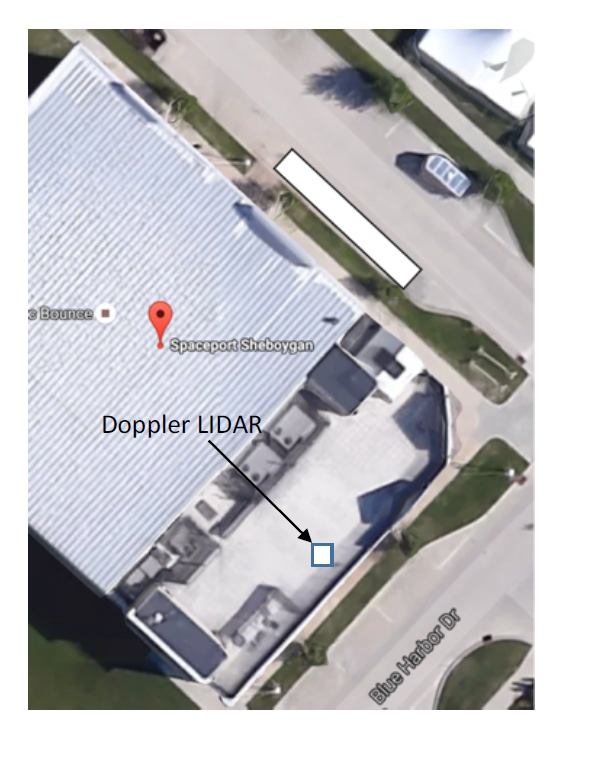 c Bounce
Spaceport Sheboygan
Doppler LIDAR
Blue Harbor Dr